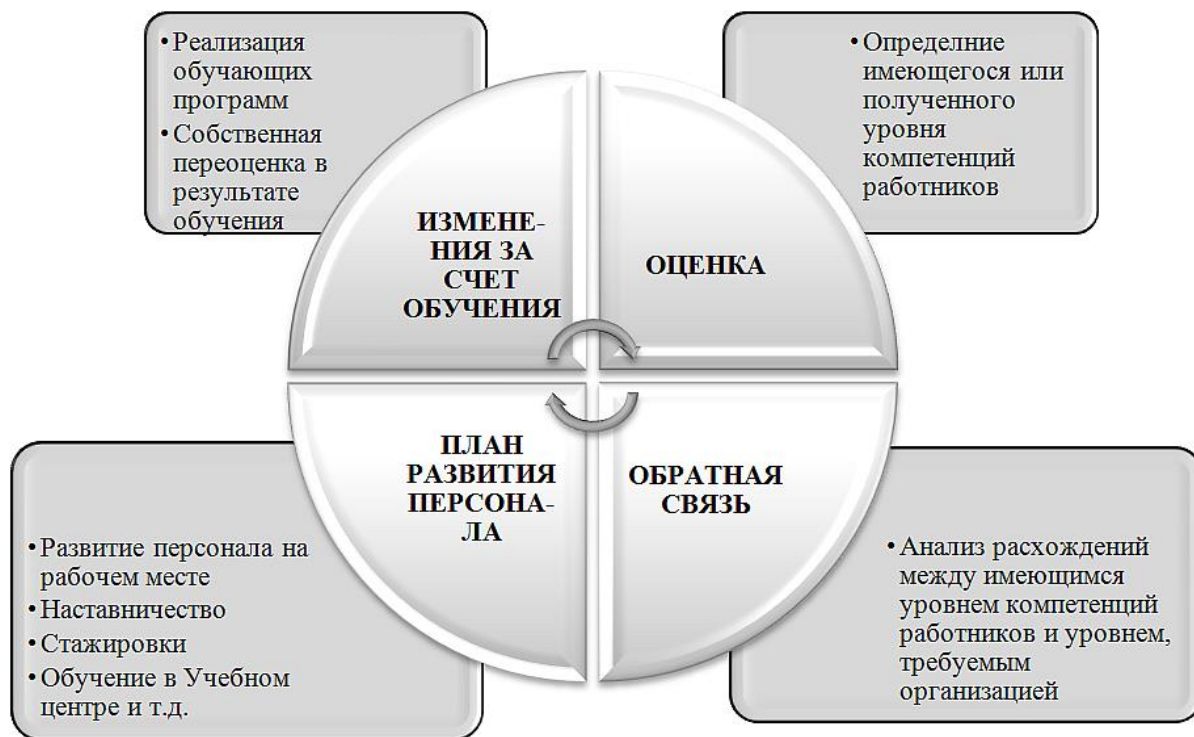 • Реализация
обучающих
программ
• Собственная
переоценка в
результате
обучения
• Определние
имеющегося или
полученного
уровня
компетенций
работников
ИЗМЕНЕ-
НИЯ ЗА
СЧЕТ
ОБУЧЕНИЯ
ОЦЕНКА
ПЛАН
РАЗВИТИЯ
ПЕРСОНА-
ЛА
ОБРАТНАЯ
СВЯЗЬ
• Развитие персонала на
рабочем месте
• Наставничество
• Стажировки
• Обучение в Учебном
центре и т.д.
• Анализ расхождений
между имеющимся
уровнем компетенций
работников и уровнем,
требуемым
организацией